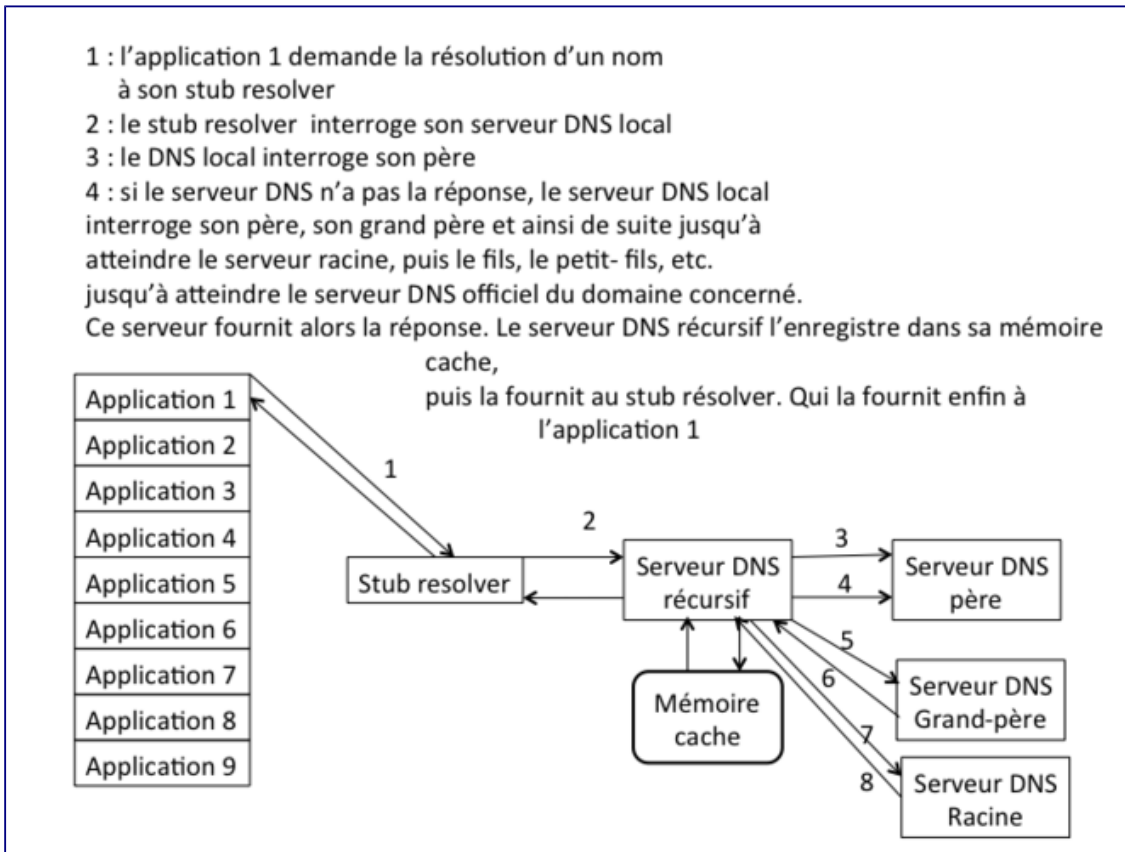 1 : l'application 1 demande la résolution d'un nom
à son stub resolver
2 : le stub resolver interroge son serveur DNS local
3 : le DNS local interroge son père
4 : si le serveur DNS n'a pas la réponse, le serveur DNS local
interroge son père, son grand père et ainsi de suite jusqu'à
atteindre le serveur racine, puis le fils, le petit- fils, etc.
jusqu'à atteindre le serveur DNS officiel du domaine concerné.
Ce serveur fournit alors la réponse. Le serveur DNS récursif l'enregistre dans sa mémoire
cache,
puis la fournit au stub résolver. Qui la fournit enfin à
l'application 1
Application 1
Application 2
Application 3
Application 4
Application 5
Application 6
Application 7
Application 8
Application 9
1
Stub resolver
2
Serveur DNS
récursif
Mémoire
cache
3
4
Serveur DNS
père
5
6
Serveur DNS
Grand-père
7
8
Serveur DNS
Racine